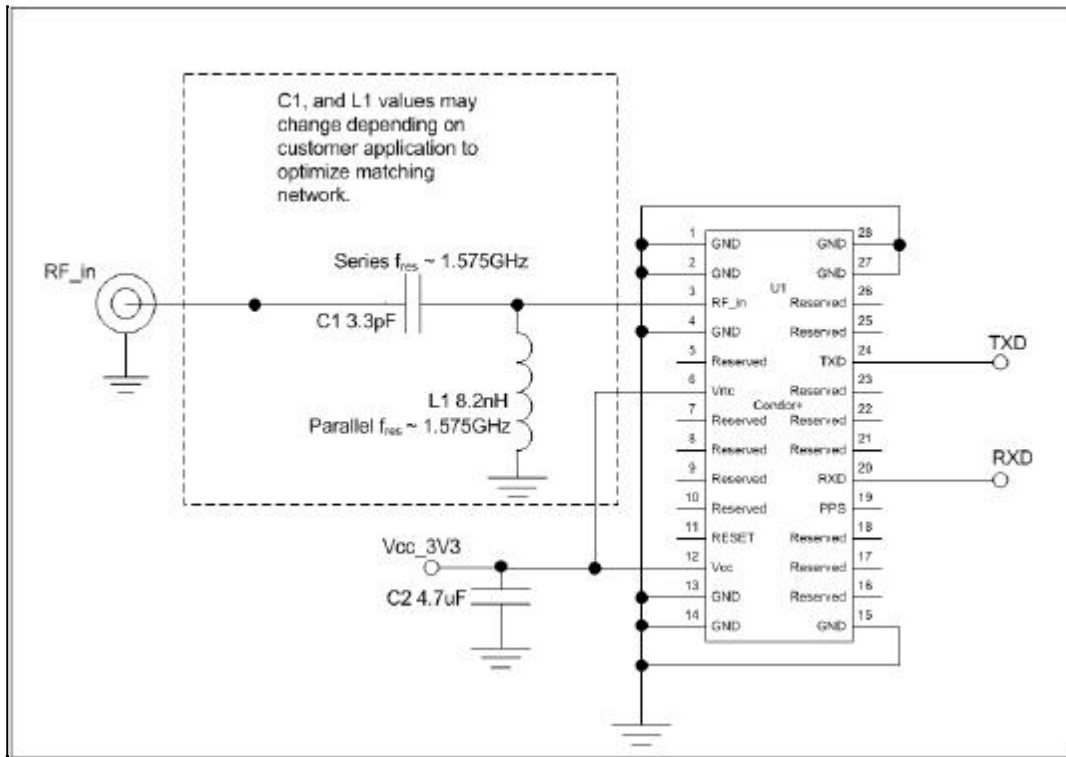 C1, and L1 values may
change depending on
customer application to
optimize matching
network.
RF_in
Series fres ~ 1.575GHz
C1 3.3pF
L1 8.2nH
Parallel fres ~ 1.575GHz
Vcc_3V3
C2 4.7uF
U1
Condor+
1 GND
2 GND
3 RF_in
4 GND
5 Reserved
6 Vcc
7 Reserved
8 Reserved
9 Reserved
10 Reserved
11 RESET
12 Vcc
13 GND
14 GND
GND 28
GND 27
Reserved 26
Reserved 25
TXD 24
Reserved 23
Reserved 22
Reserved 21
RXD 20
PPS 19
Reserved 18
Reserved 17
Reserved 16
GND 15
TXD
RXD